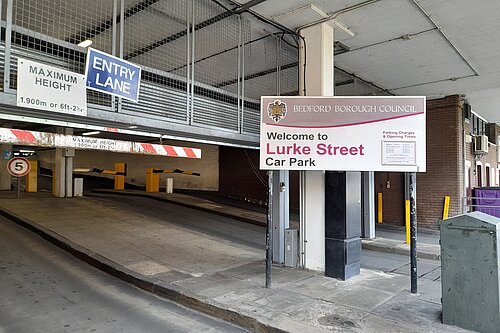 MAXIMUM
HEIGHT
1.900m or 6ft-2
ENTRY
LANE
MAXIMUM HEIGHT
5
BEDFORD BOROUGH COUNCIL
Welcome to
Lurke Street
Car Park
Parking Charges
& Opening Times